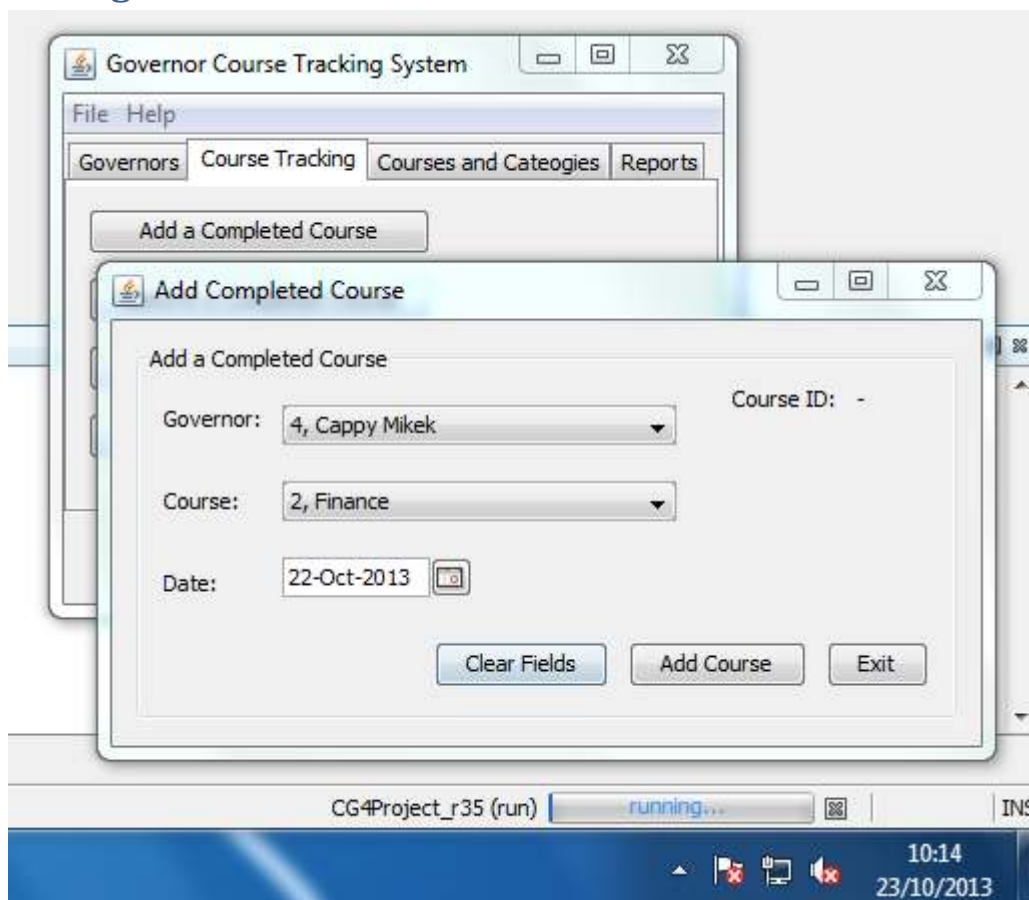 Governor Course Tracking System
File Help
Governors Course Tracking Courses and Cateogies Reports
Add a Completed Course
Add Completed Course
Add a Completed Course
Course ID: -
Governor: 4, Cappy Mikek
Course: 2, Finance
Date: 22-Oct-2013
Clear Fields Add Course Exit
CG4Project_r35 (run) running... INS
10:14
23/10/2013